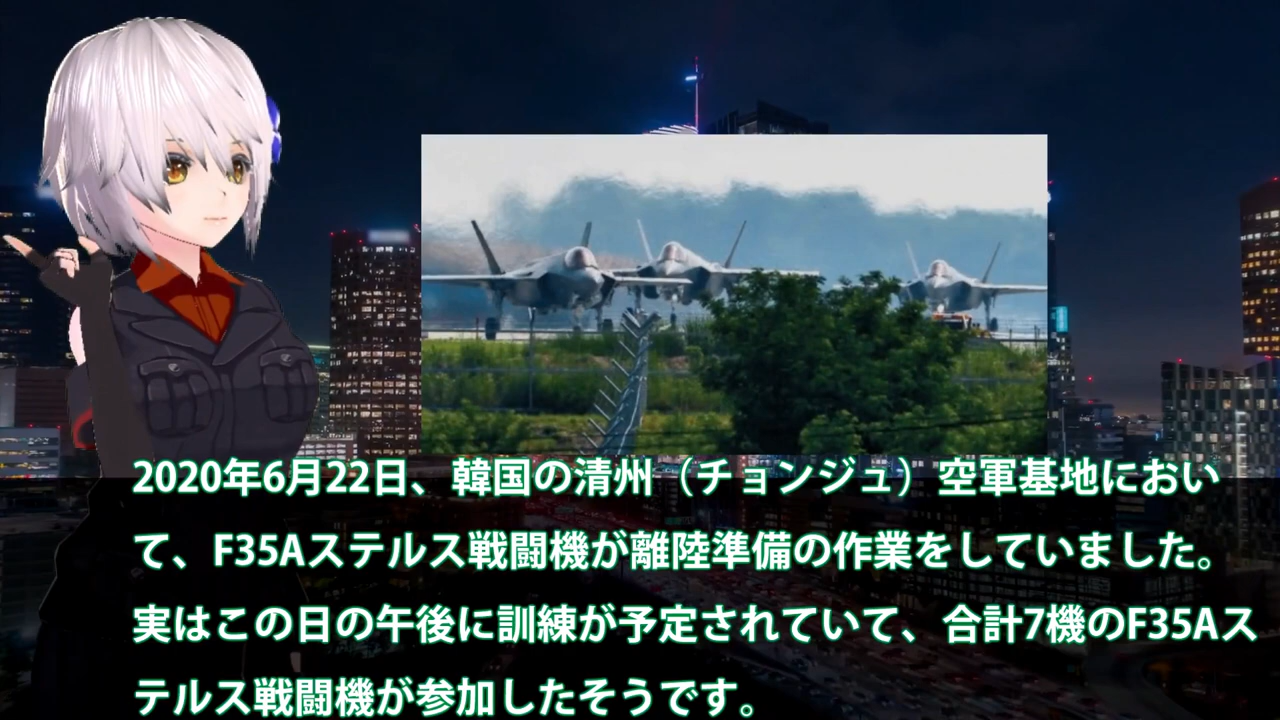 2020年6月22日、韓国の清州（チョンジュ）空軍基地におい
て、F35Aステルス戦闘機が離陸準備の作業をしていました。
実はこの日の午後に訓練が予定されていて、合計7機のF35Aス
テルス戦闘機が参加したそうです。